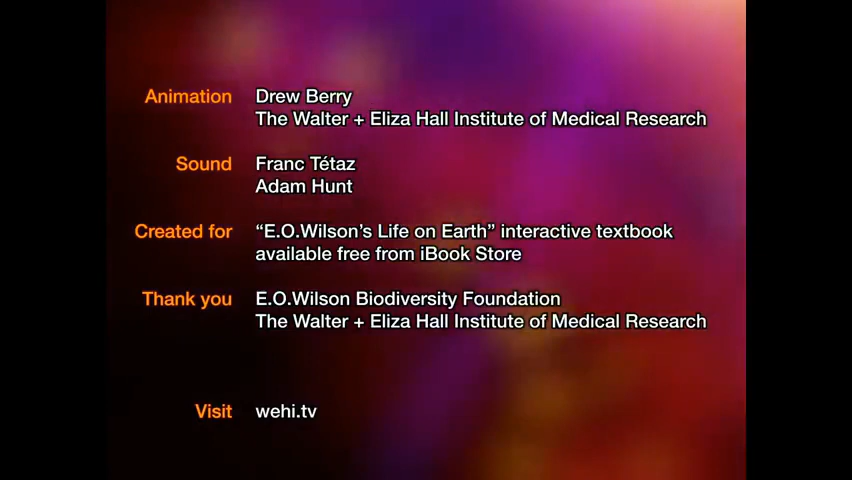 Animation Drew Berry
The Walter + Eliza Hall Institute of Medical Research
Sound Franc Tétaz
Adam Hunt
Created for “E.O.Wilson’s Life on Earth” interactive textbook
available free from iBook Store
Thank you E.O.Wilson Biodiversity Foundation
The Walter + Eliza Hall Institute of Medical Research
Visit wehi.tv